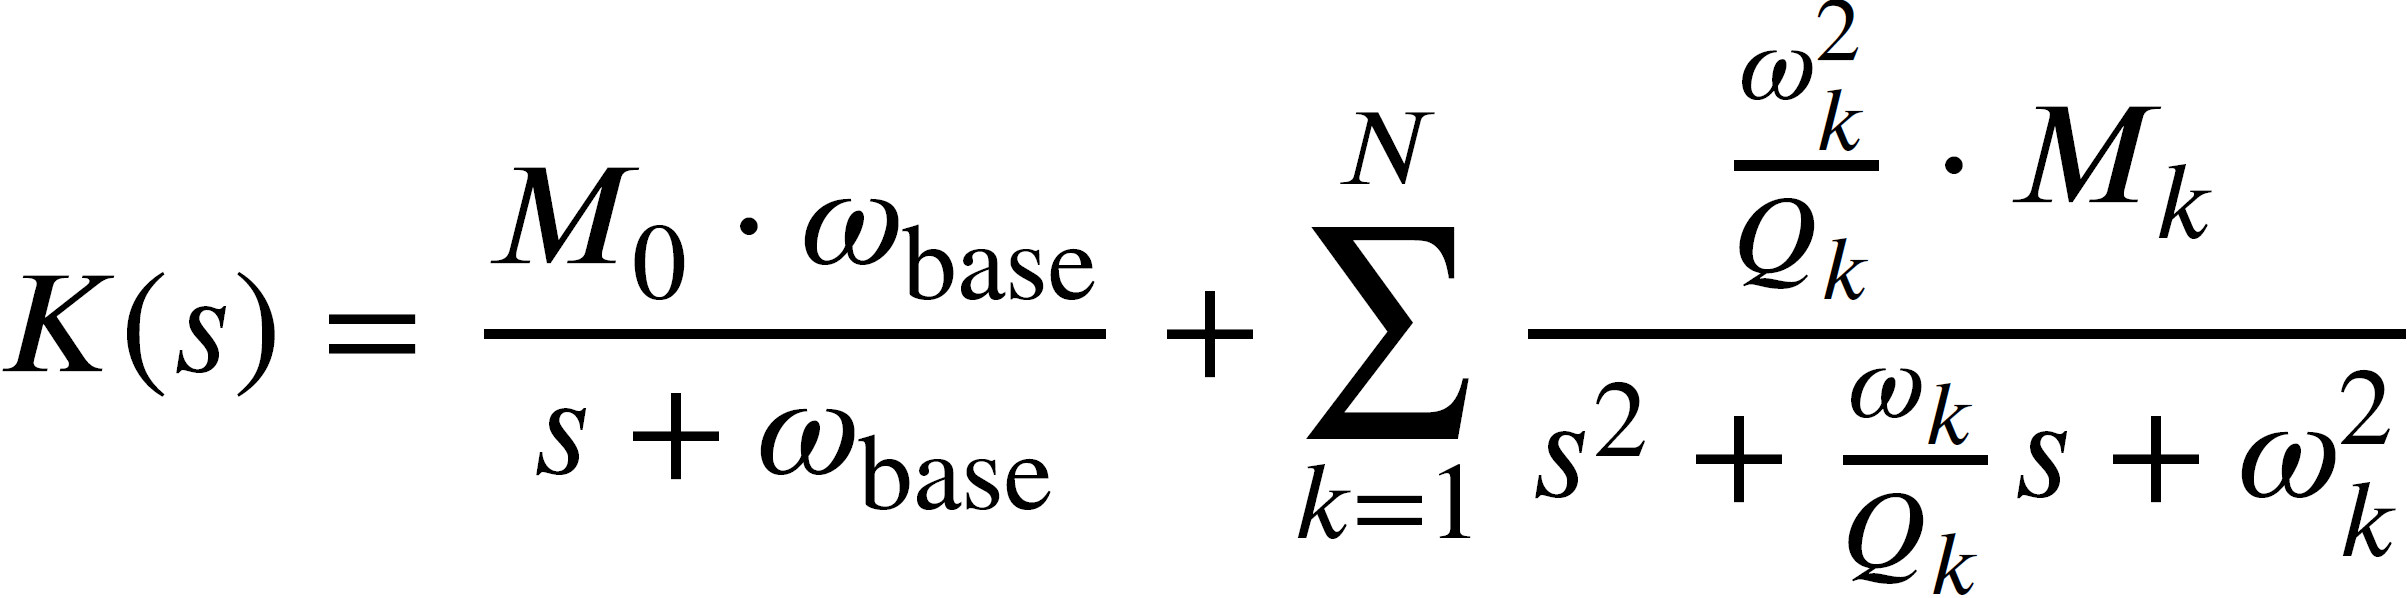 K(s) = \frac{M_0 \cdot \omega_{\text{base}}}{s + \omega_{\text{base}}} + \sum_{k=1}^{N} \frac{\frac{\omega_k^2}{Q_k} \cdot M_k}{s^2 + \frac{\omega_k}{Q_k} s + \omega_k^2}